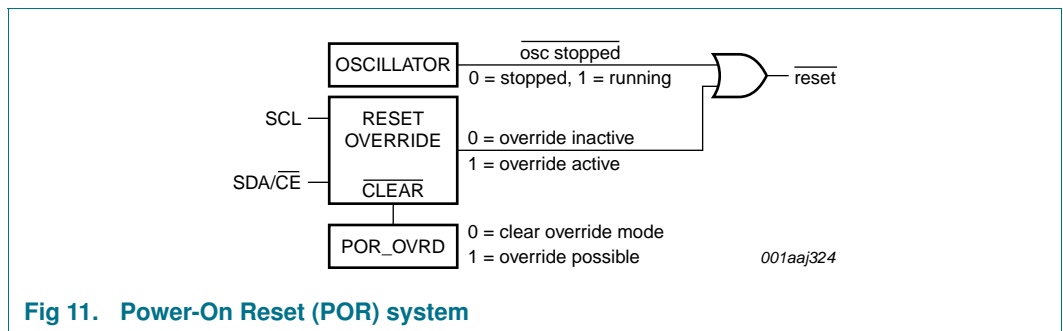 OSCILLATOR
osc stopped
0 = stopped, 1 = running
reset
SCL
RESET
OVERRIDE
0 = override inactive
1 = override active
SDA/CE
CLEAR
POR_OVRD
0 = clear override mode
1 = override possible
001aaj324
Fig 11. Power-On Reset (POR) system